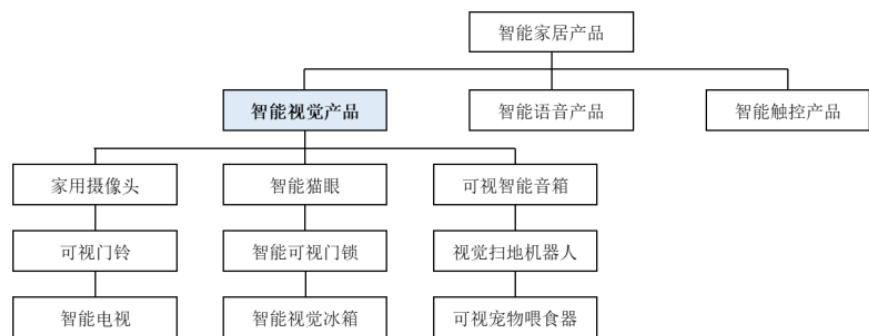 智能家居产品
智能视觉产品
智能语音产品
智能触控产品
家用摄像头
智能猫眼
可视智能音箱
可视门铃
智能可视门锁
视觉扫地机器人
智能电视
智能视觉冰箱
可视宠物喂食器